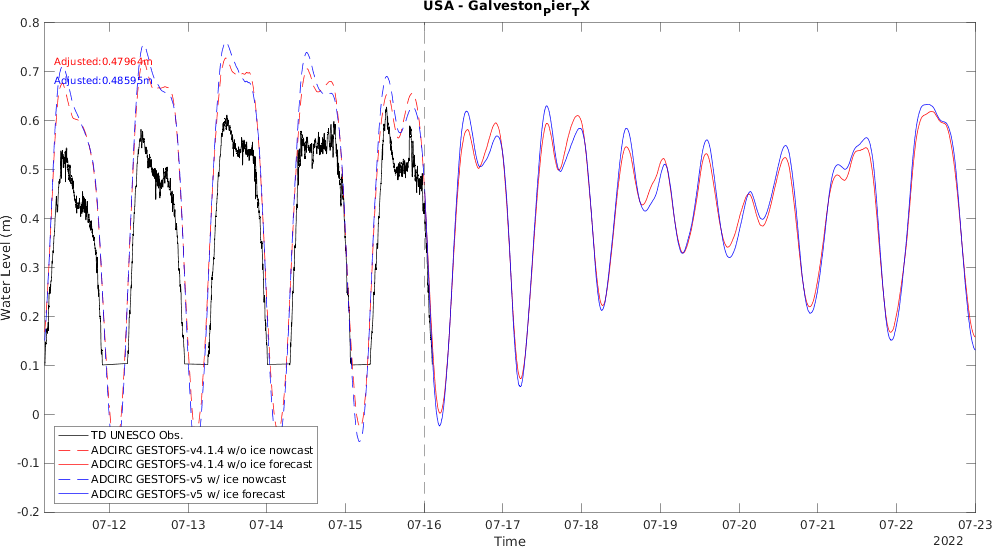 USA - Galveston_Pier_TX
0.8
0.7
0.6
0.5
0.4
0.3
0.2
0.1
0
-0.1
-0.2
Water Level (m)
Adjusted:0.47964m
Adjusted:0.48595m
TD UNESCO Obs.
ADCIRC GESTOFS-v4.1.4 w/o ice nowcast
ADCIRC GESTOFS-v4.1.4 w/o ice forecast
ADCIRC GESTOFS-v5 w/ ice nowcast
ADCIRC GESTOFS-v5 w/ ice forecast
07-12 07-13 07-14 07-15 07-16 07-17 07-18 07-19 07-20 07-21 07-22 07-23
Time
2022